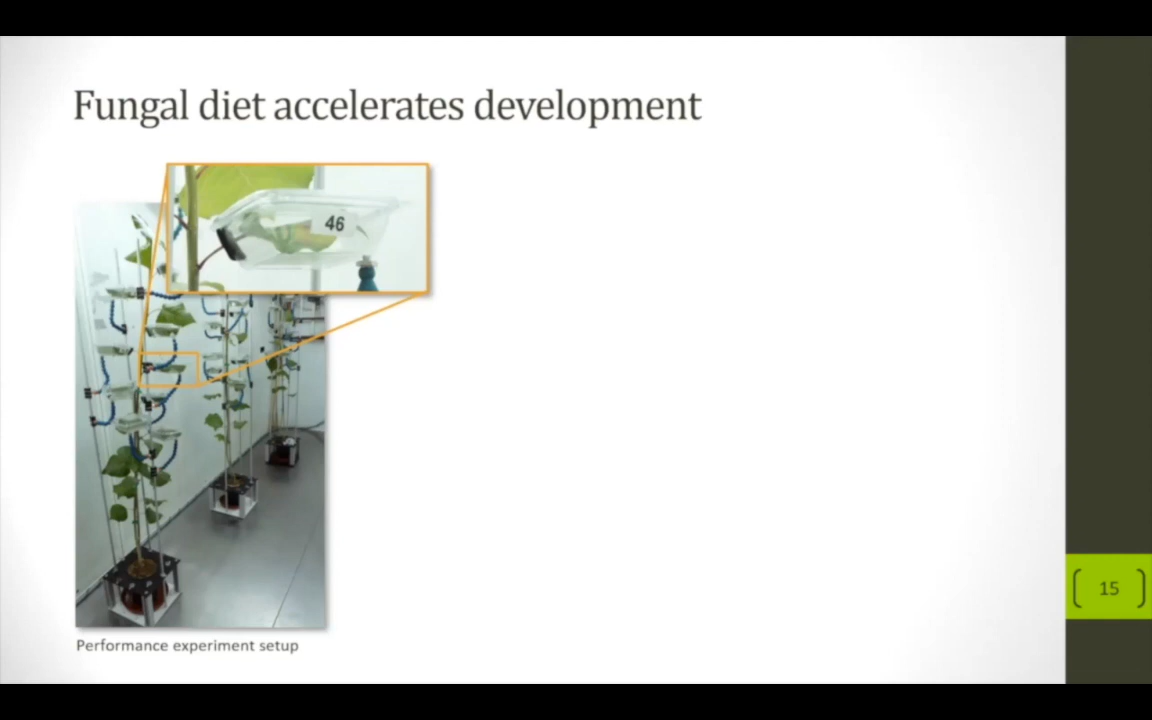 Fungal diet accelerates development
46
Performance experiment setup
15